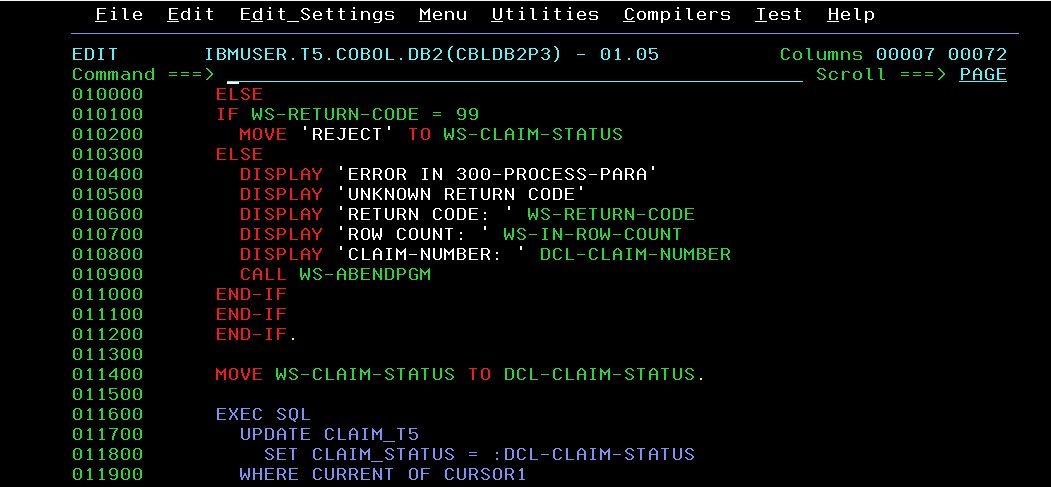 File  Edit  Edit_Settings  Menu  Utilities  Compilers  Test  Help
EDIT       IBMUSER.T5.COBOL.DB2(CBLDB2P3) - 01.05          Columns 00007 00072
Command ===>                                                  Scroll ===> PAGE
010000      ELSE
010100      IF WS-RETURN-CODE = 99
010200        MOVE 'REJECT' TO WS-CLAIM-STATUS
010300      ELSE
010400        DISPLAY 'ERROR IN 300-PROCESS-PARA'
010500        DISPLAY 'UNKNOWN RETURN CODE'
010600        DISPLAY 'RETURN CODE: ' WS-RETURN-CODE
010700        DISPLAY 'ROW COUNT: ' WS-IN-ROW-COUNT
010800        DISPLAY 'CLAIM-NUMBER: ' DCL-CLAIM-NUMBER
010900        CALL WS-ABENDPGM
011000      END-IF
011100      END-IF
011200      END-IF.
011300
011400      MOVE WS-CLAIM-STATUS TO DCL-CLAIM-STATUS.
011500
011600      EXEC SQL
011700        UPDATE CLAIM_T5
011800          SET CLAIM_STATUS = :DCL-CLAIM-STATUS
011900        WHERE CURRENT OF CURSOR1